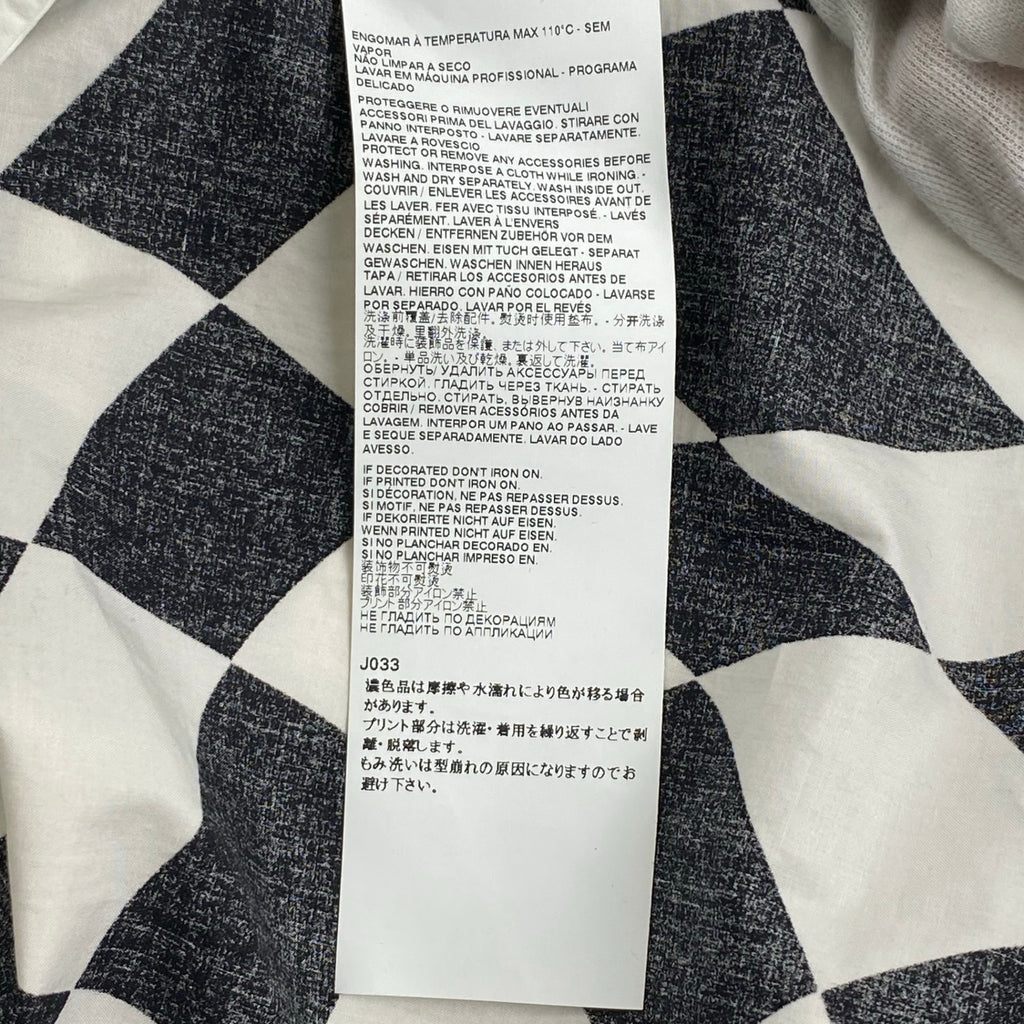 ENGOMAR À TEMPERATURA MAX 110°C - SEM
VAPOR
NÃO LIMPAR A SECO
LAVAR EM MÁQUINA PROFISSIONAL - PROGRAMA
DELICADO
PROTEGGERE O RIMUOVERE EVENTUALI
ACCESSORI PRIMA DEL LAVAGGIO. STIRARE CON
PANNO INTERPOSTO - LAVARE SEPARATAMENTE.
LAVARE A ROVESCIO
PROTECT OR REMOVE ANY ACCESSORIES BEFORE
WASHING. INTERPOSE A CLOTH WHILE IRONING. -
WASH AND DRY SEPARATELY. WASH INSIDE OUT.
COUVRIR / ENLEVER LES ACCESSOIRES AVANT DE
LES LAVER. FER AVEC TISSU INTERPOSÉ. - LAVÉS
SÉPARÉMENT. LAVER À L'ENVERS
DECKEN / ENTFERNEN ZUBEHÖR VOR DEM
WASCHEN. EISEN MIT TUCH GELEGT - SEPARAT
GEWASCHEN. WASCHEN INNEN HERAUS
TAPA / RETIRAR LOS ACCESORIOS ANTES DE
LAVAR. HIERRO CON PAÑO COLOCADO - LAVARSE
POR SEPARADO. LAVAR POR EL REVÉS
洗涤前覆盖/去除配件。熨烫时使用垫布。- 分开洗涤
及干燥。里翻外洗涤。
洗濯時に装飾品を保護、または外して下さい。当て布アイ
ロン。- 単品洗い及び乾燥。裏返して洗濯。
ОБЕРНУТЬ/ УДАЛИТЬ АКСЕССУАРЫ ПЕРЕД
СТИРКОЙ. ГЛАДИТЬ ЧЕРЕЗ ТКАНЬ. - СТИРАТЬ
ОТДЕЛЬНО. СТИРАТЬ, ВЫВЕРНУВ НАИЗНАНКУ
COBRIR / REMOVER ACESSÓRIOS ANTES DA
LAVAGEM. INTERPOR UM PANO AO PASSAR. - LAVE
E SEQUE SEPARADAMENTE. LAVAR DO LADO
AVESSO.
IF DECORATED DON'T IRON ON.
IF PRINTED DON'T IRON ON.
SI DÉCORATION, NE PAS REPASSER DESSUS.
SI MOTIF, NE PAS REPASSER DESSUS.
IF DEKORIERTE NICHT AUF EISEN.
WENN PRINTED NICHT AUF EISEN.
SI NO PLANCHAR DECORADO EN.
SI NO PLANCHAR IMPRESO EN.
装饰物不可熨烫
印花不可熨烫
装飾部分アイロン禁止
プリント部分アイロン禁止
НЕ ГЛАДИТЬ ПО ДЕКОРАЦИЯМ
НЕ ГЛАДИТЬ ПО АППЛИКАЦИИ
J033
濃色品は摩擦や水濡れにより色が移る場合
があります。
プリント部分は洗濯・着用を繰り返すことで剥
離・脱落します。
もみ洗いは型崩れの原因になりますのでお
避け下さい。